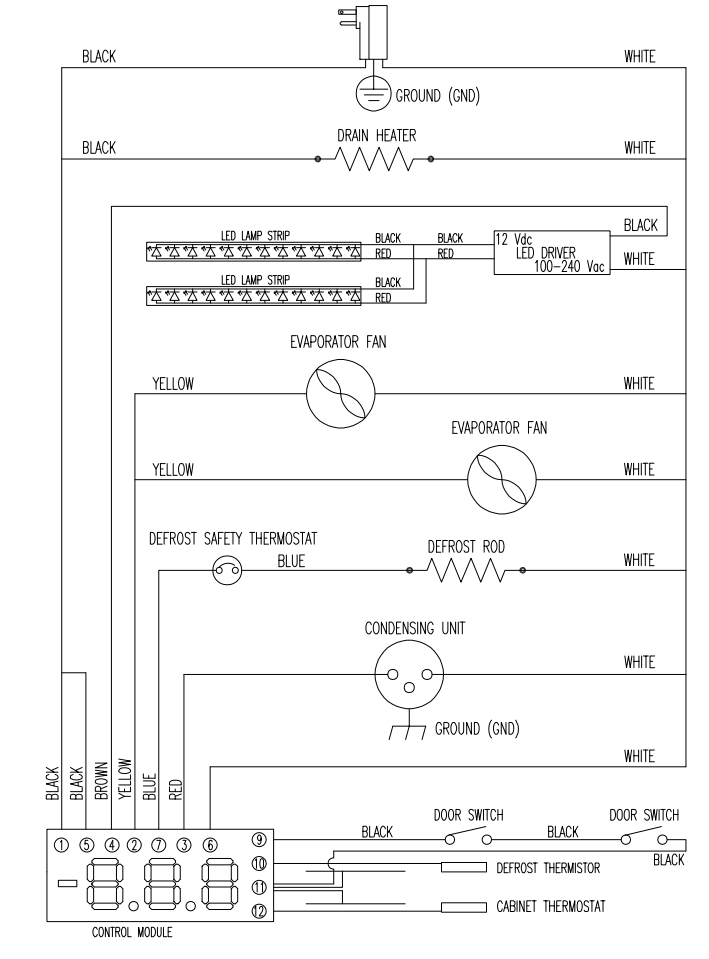 BLACK WHITE
GROUND (GND)
DRAIN HEATER
BLACK WHITE
BLACK
LED LAMP STRIP BLACK BLACK 12 Vdc
RED RED LED DRIVER
100-240 Vac WHITE
LED LAMP STRIP BLACK
RED
EVAPORATOR FAN
YELLOW WHITE
EVAPORATOR FAN
YELLOW WHITE
DEFROST SAFETY THERMOSTAT DEFROST ROD
BLUE WHITE
CONDENSING UNIT
WHITE
GROUND (GND)
WHITE
BLACK BLACK BROWN YELLOW BLUE RED
DOOR SWITCH DOOR SWITCH
BLACK BLACK
1 5 4 2 7 3 6 9
BLACK
10 DEFROST THERMISTOR
11
12 CABINET THERMOSTAT
-8.8.8
CONTROL MODULE